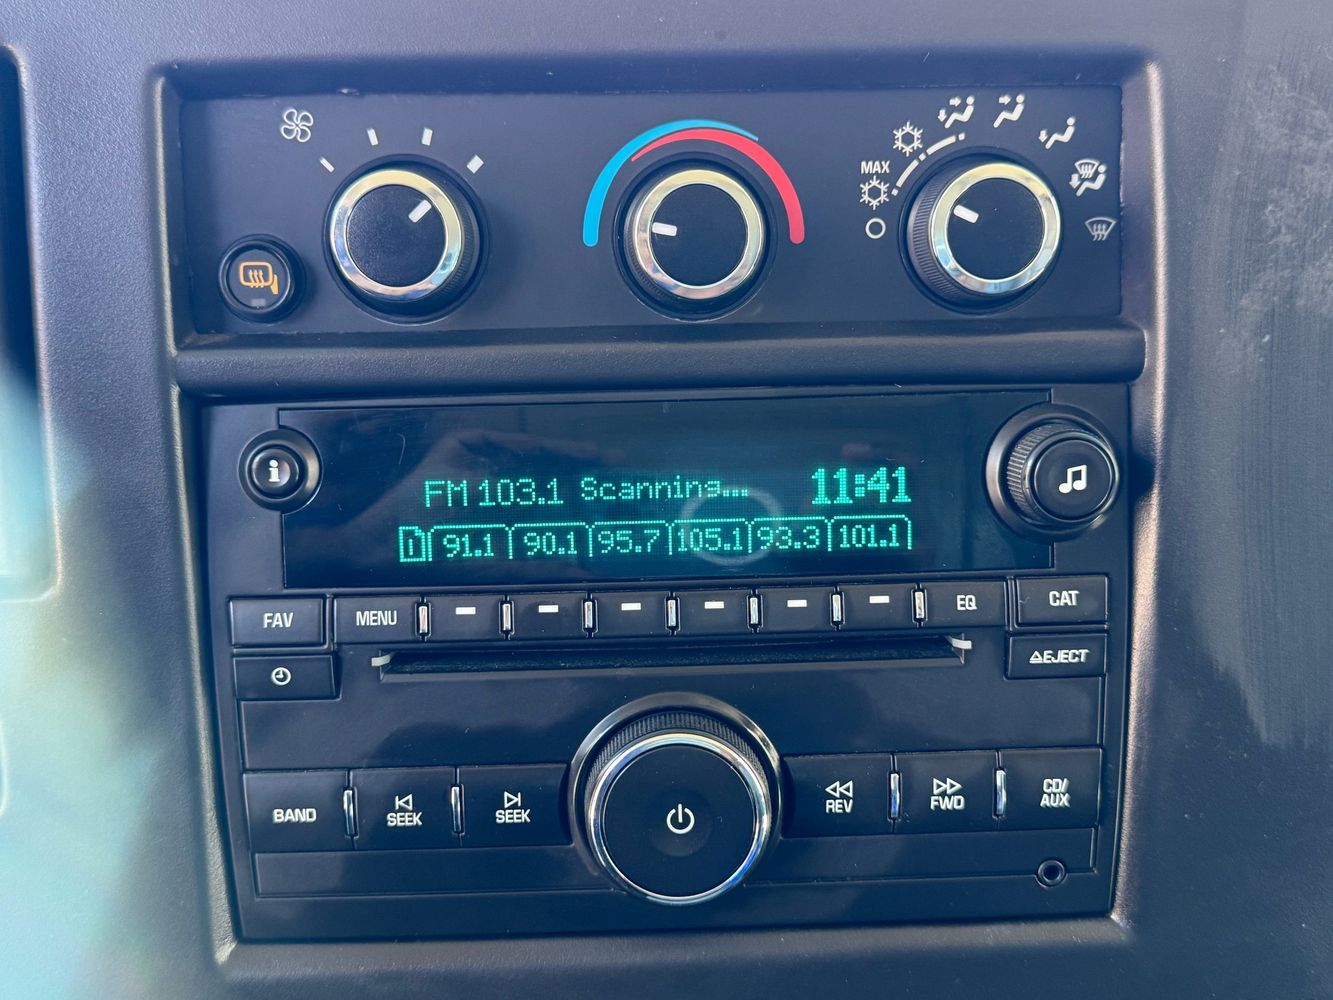 MAX
FM 103.1 Scanning... 11:41
1 91.1 90.1 95.7 105.1 93.3 101.1
FAV MENU EQ CAT
EJECT
BAND SEEK SEEK REV FWD CD/
AUX